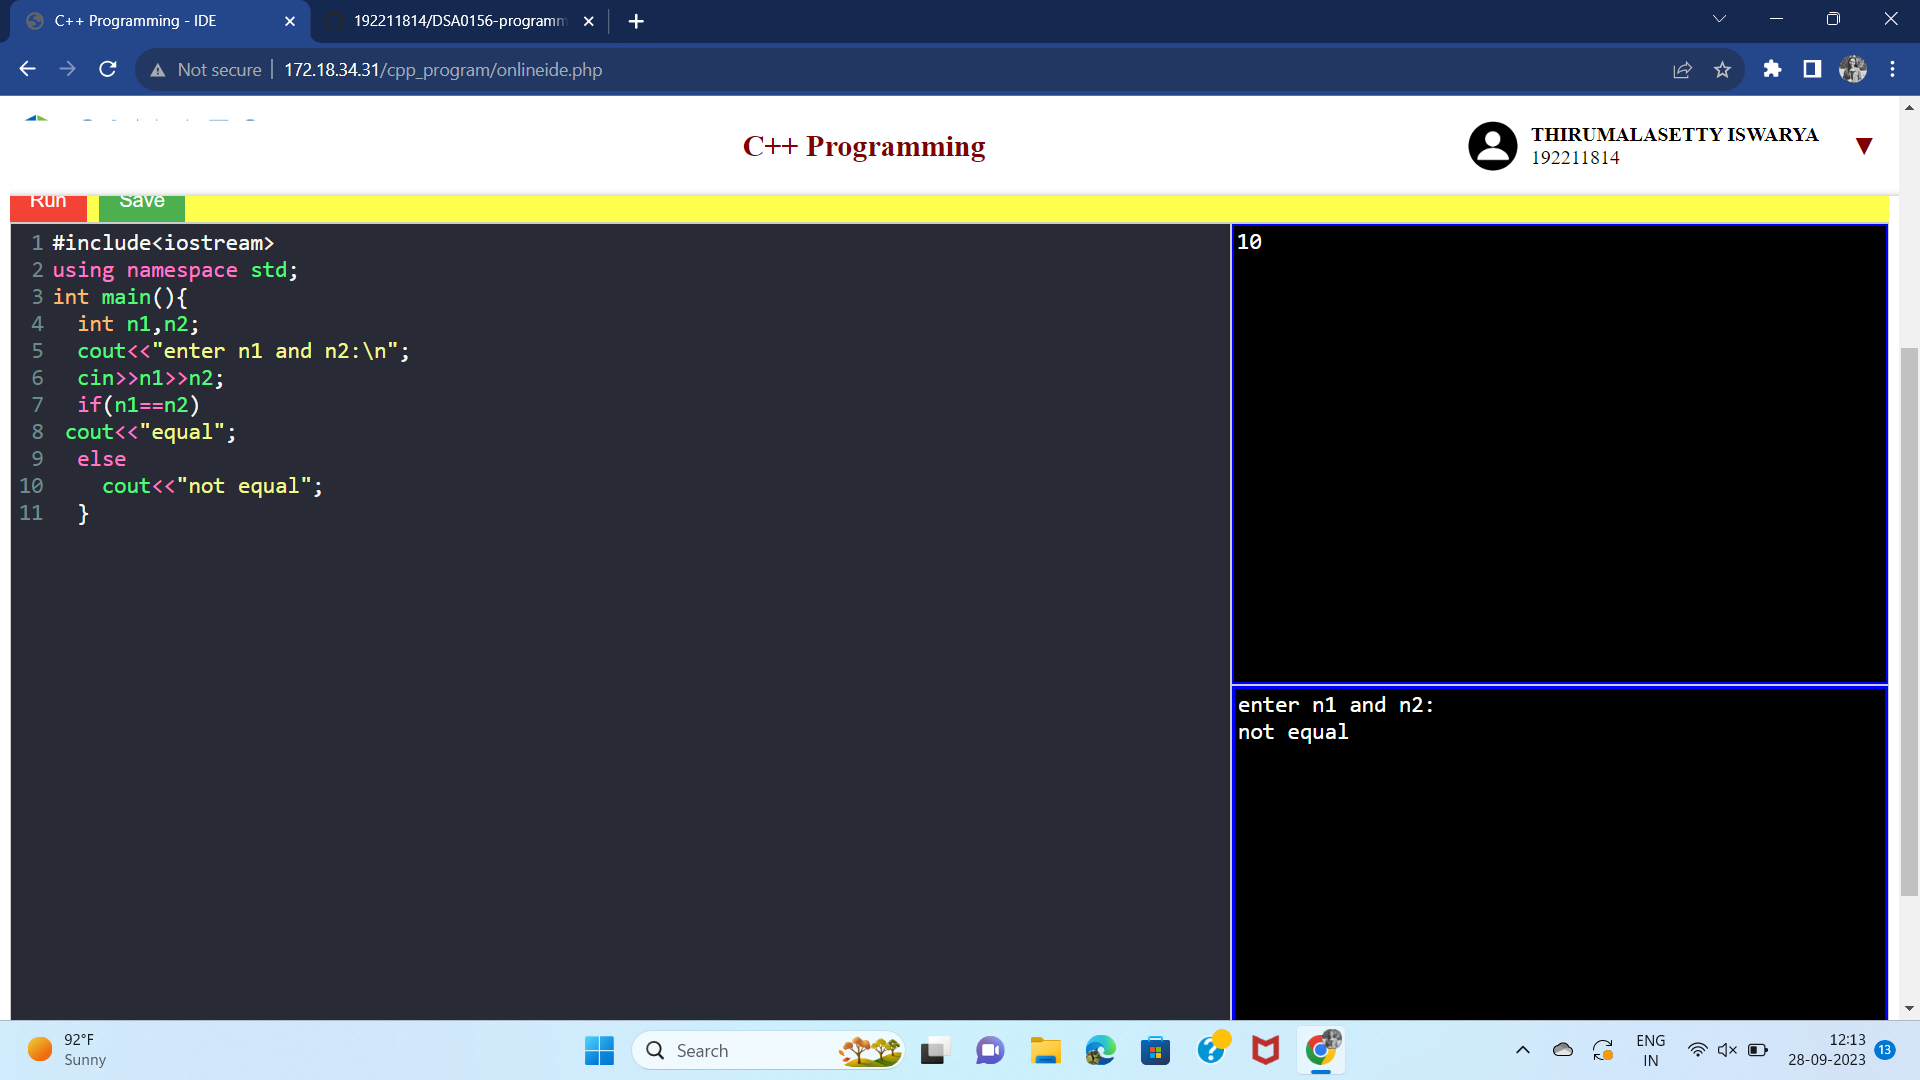 C++ Programming - IDE
192211814/DSA0156-programm
Not secure
172.18.34.31/cpp_program/onlineide.php
C++ Programming
THIRUMALASETTY ISWARYA
192211814
Run
Save
1 #include<iostream>
2 using namespace std;
3 int main(){
4 int n1,n2;
5 cout<<"enter n1 and n2:\n";
6 cin>>n1>>n2;
7 if(n1==n2)
8 cout<<"equal";
9 else
10 cout<<"not equal";
11 }
10
enter n1 and n2:
not equal
92°F
Sunny
Search
ENG
IN
12:13
28-09-2023
13